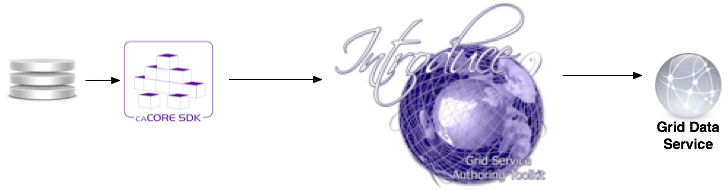 caCORE SDK
Introduce
Grid Service
Authoring Toolkit
Grid Data
Service